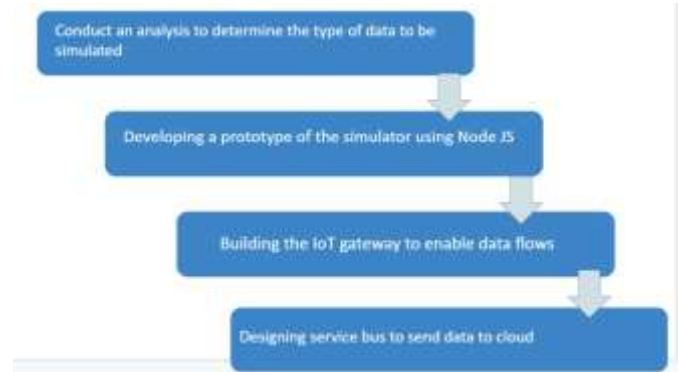 Conduct an analysis to determine the type of data to be
simulated
Developing a prototype of the simulator using Node JS
Building the IoT gateway to enable data flows
Designing service bus to send data to cloud